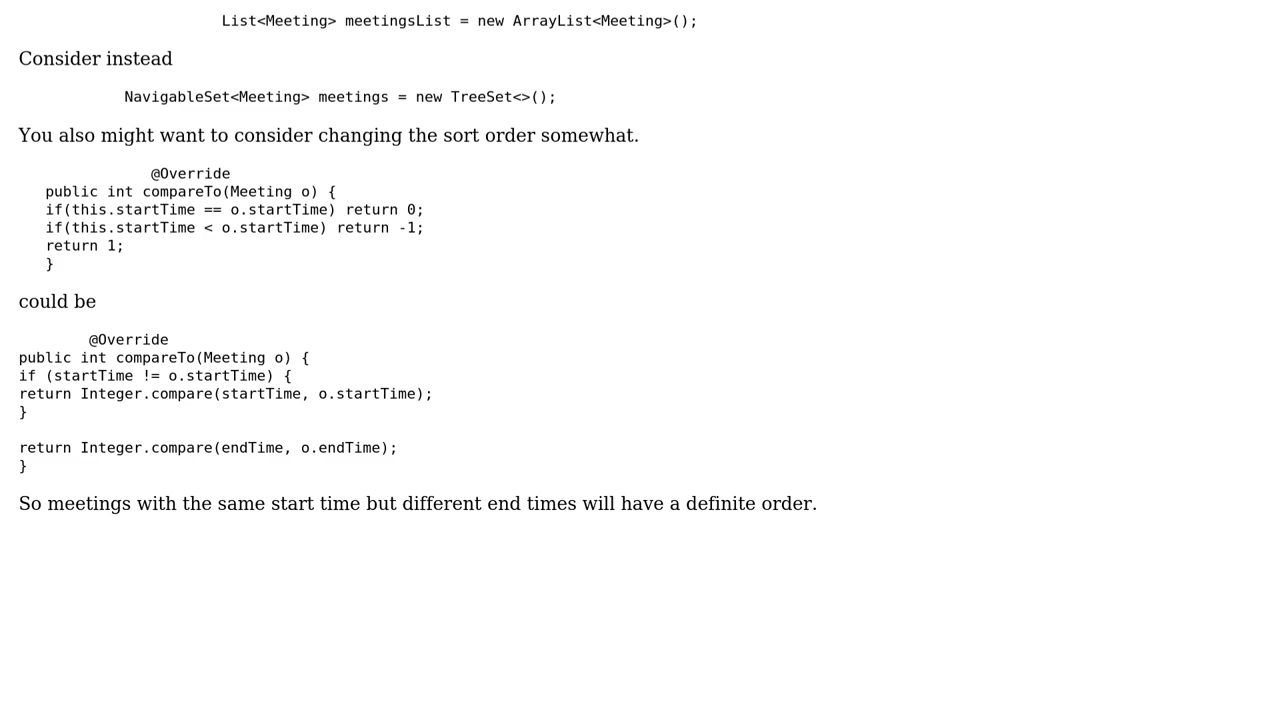 List<Meeting> meetingsList = new ArrayList<Meeting>();
Consider instead
NavigableSet<Meeting> meetings = new TreeSet<>();
You also might want to consider changing the sort order somewhat.
@Override
public int compareTo(Meeting o) {
if(this.startTime == o.startTime) return 0;
if(this.startTime < o.startTime) return -1;
return 1;
}
could be
@Override
public int compareTo(Meeting o) {
if (startTime != o.startTime) {
return Integer.compare(startTime, o.startTime);
}
return Integer.compare(endTime, o.endTime);
}
So meetings with the same start time but different end times will have a definite order.